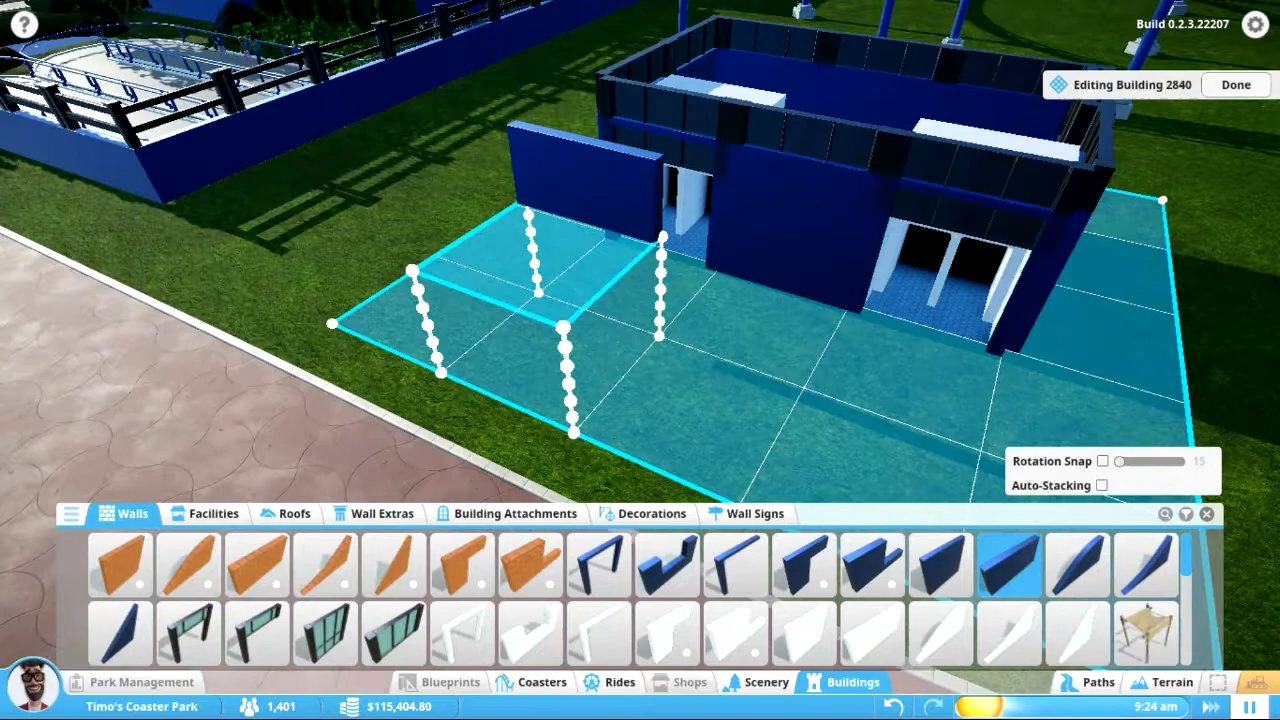 ?
Build 0.2.3.22207
Editing Building 2840
Done
Rotation Snap
15
Auto-Stacking
Walls
Facilities
Roofs
Wall Extras
Building Attachments
Decorations
Wall Signs
Park Management
Blueprints
Coasters
Rides
Shops
Scenery
Buildings
Paths
Terrain
Timo's Coaster Park
1,401
$115,404.80
9:24 am